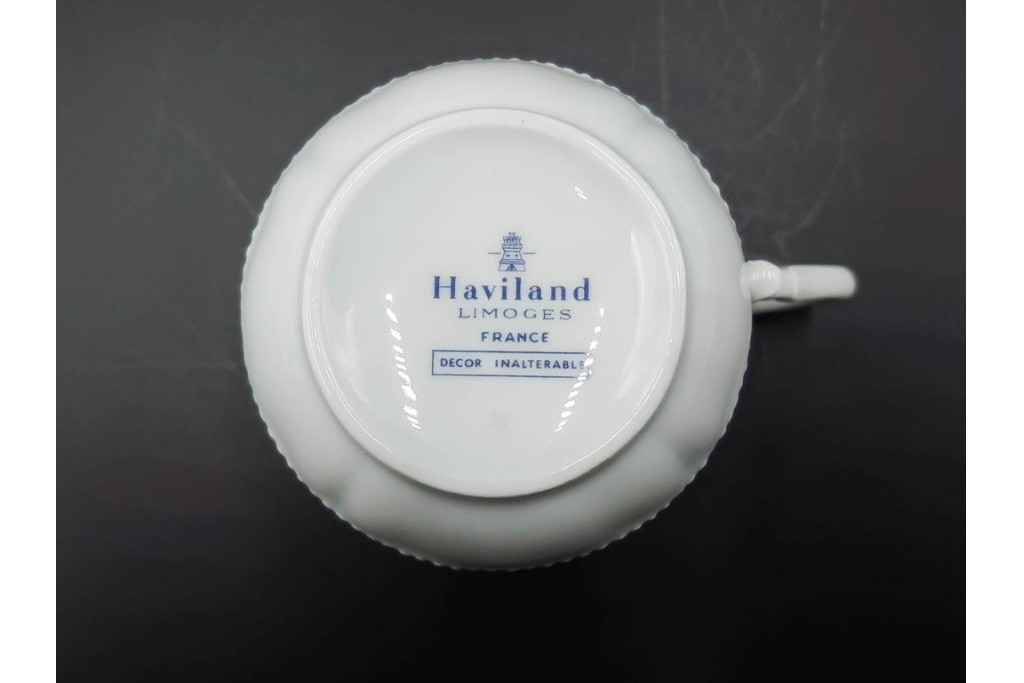 Haviland
LIMOGES
FRANCE
DECOR INALTERABLE